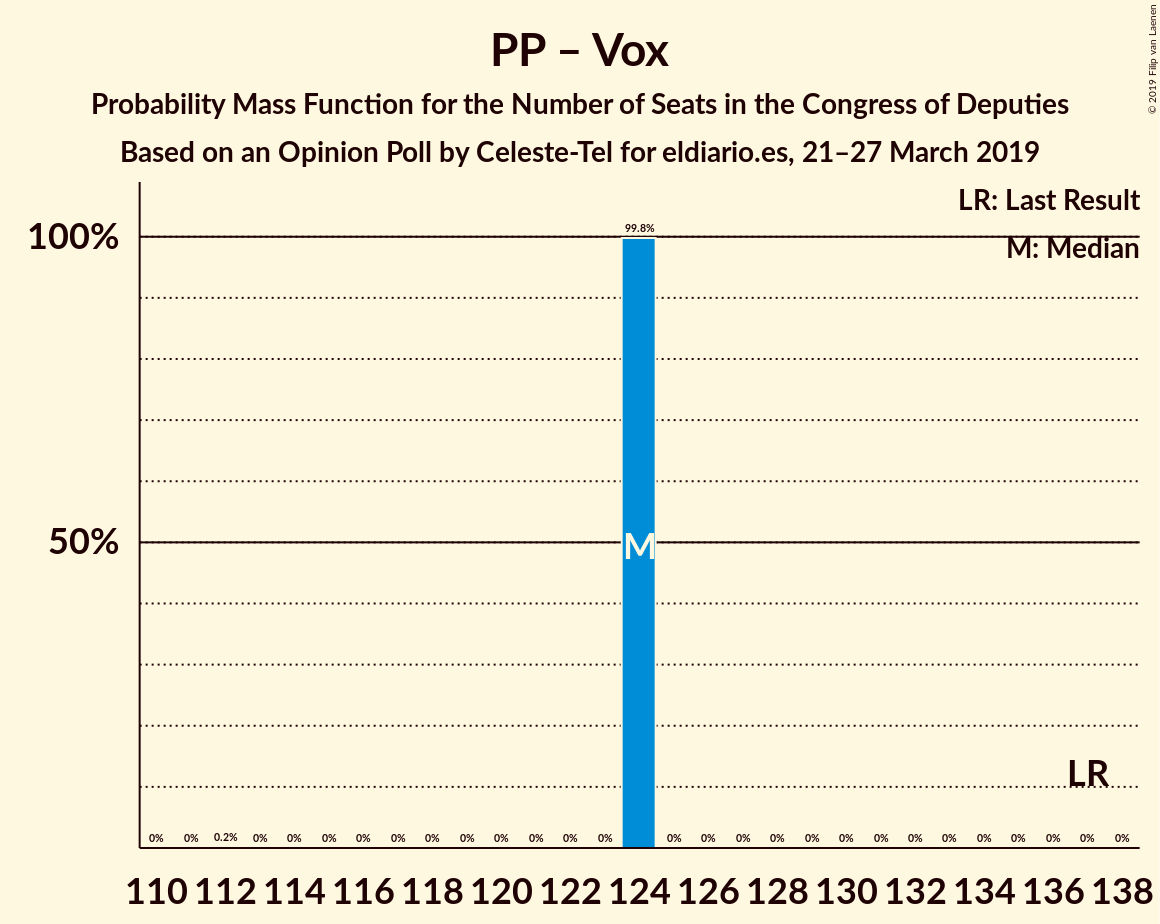 PP – Vox
Probability Mass Function for the Number of Seats in the Congress of Deputies
Based on an Opinion Poll by Celeste-Tel for eldiario.es, 21–27 March 2019
© 2019 Filip van Laenen
LR: Last Result
M: Median
100%
99.8%
50%
M
LR
0% 0% 0.2% 0% 0% 0% 0% 0% 0% 0% 0% 0% 0% 0% 0% 0% 0% 0% 0% 0% 0% 0% 0% 0% 0% 0% 0% 0%
110 112 114 116 118 120 122 124 126 128 130 132 134 136 138